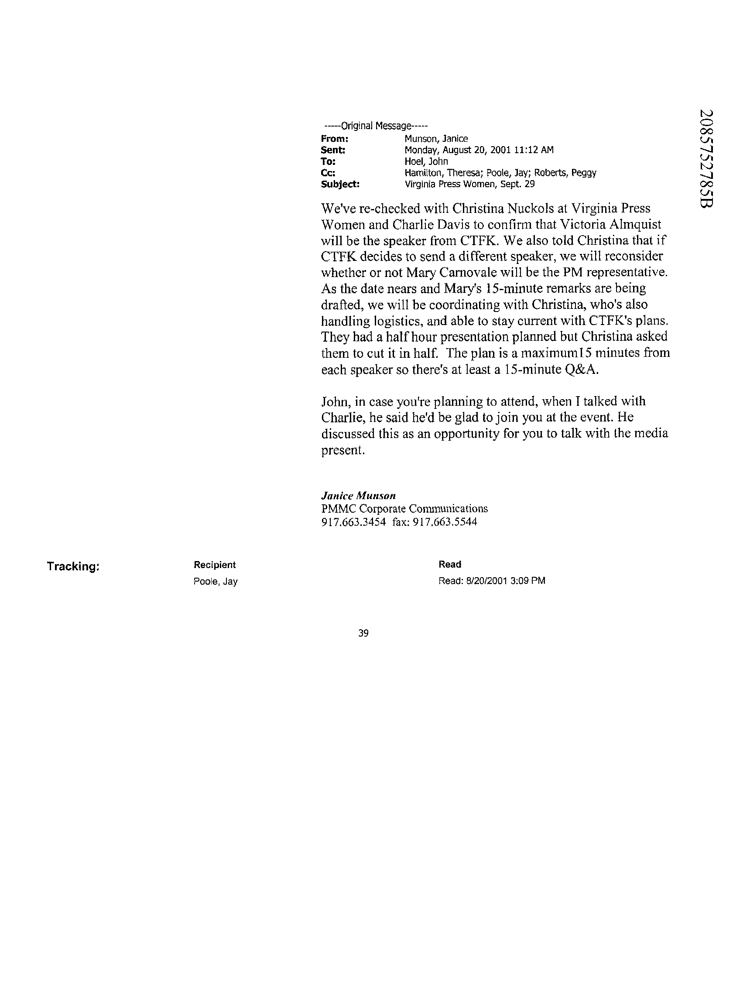 -----Original Message-----
From: Munson, Janice
Sent: Monday, August 20, 2001 11:12 AM
To: Hoel, John
Cc: Hamilton, Theresa; Poole, Jay; Roberts, Peggy
Subject: Virginia Press Women, Sept. 29
We've re-checked with Christina Nuckols at Virginia Press
Women and Charlie Davis to confirm that Victoria Almquist
will be the speaker from CTFK. We also told Christina that if
CTFK decides to send a different speaker, we will reconsider
whether or not Mary Carnovale will be the PM representative.
As the date nears and Mary's 15-minute remarks are being
drafted, we will be coordinating with Christina, who's also
handling logistics, and able to stay current with CTFK's plans.
They had a half hour presentation planned but Christina asked
them to cut it in half. The plan is a maximum15 minutes from
each speaker so there's at least a 15-minute Q&A.
John, in case you're planning to attend, when I talked with
Charlie, he said he'd be glad to join you at the event. He
discussed this as an opportunity for you to talk with the media
present.
Janice Munson
PMMC Corporate Communications
917.663.3454 fax: 917.663.5544
Tracking: Recipient Read
Poole, Jay Read: 8/20/2001 3:09 PM
39
2085752785B